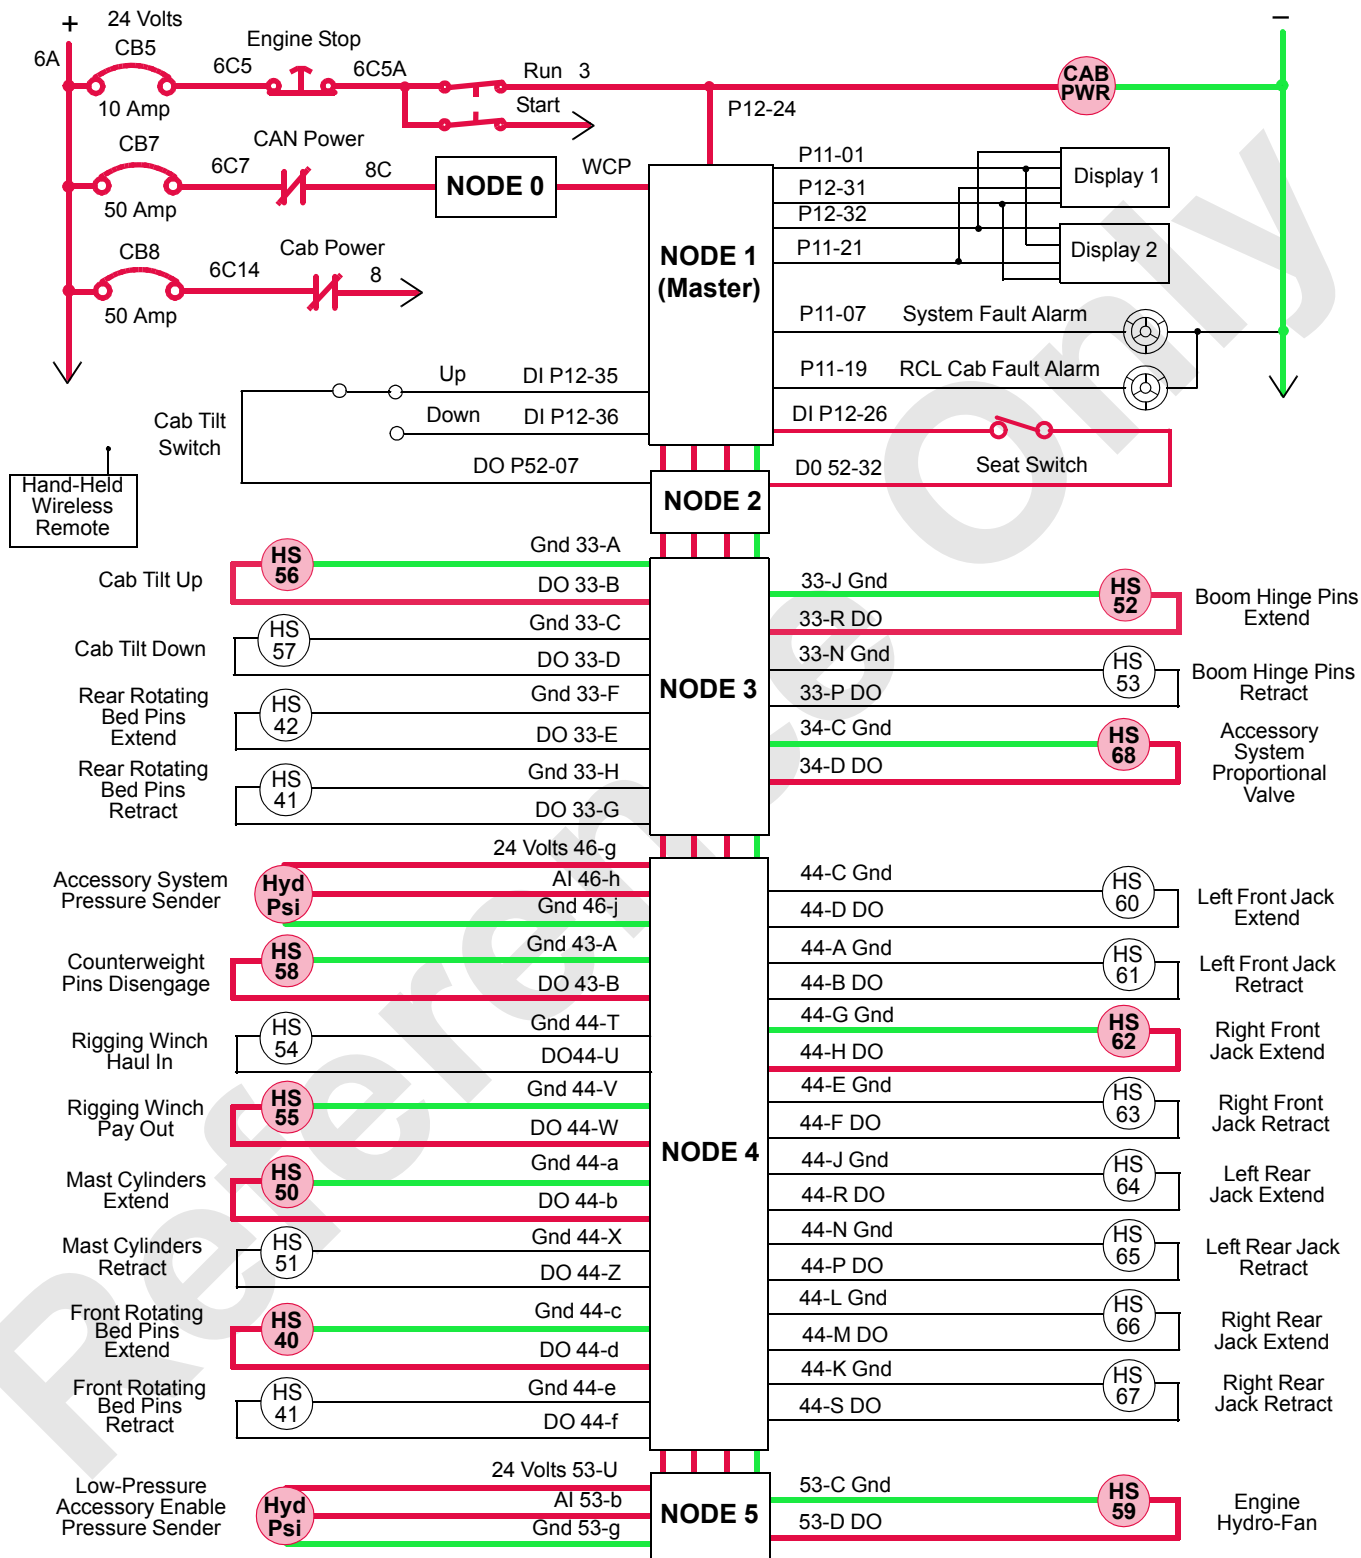 +
24 Volts
−
6A
CB5
6C5
Engine Stop
6C5A
Run 3
Start
10 Amp
CAB
PWR
P12-24
CB7
6C7
CAN Power
8C
NODE 0
WCP
50 Amp
CB8
6C14
Cab Power
8
50 Amp
NODE 1
(Master)
P11-01
P12-31
P12-32
P11-21
Display 1
Display 2
P11-07
System Fault Alarm
P11-19
RCL Cab Fault Alarm
DI P12-26
D0 52-32
Seat Switch
Cab Tilt
Switch
Up
DI P12-35
Down
DI P12-36
DO P52-07
Hand-Held
Wireless
Remote
NODE 2
Cab Tilt Up
HS
56
Gnd 33-A
DO 33-B
Cab Tilt Down
HS
57
Gnd 33-C
DO 33-D
Rear Rotating
Bed Pins
Extend
HS
42
Gnd 33-F
DO 33-E
Rear Rotating
Bed Pins
Retract
HS
41
Gnd 33-H
DO 33-G
NODE 3
33-J Gnd
33-R DO
HS
52
Boom Hinge Pins
Extend
33-N Gnd
33-P DO
HS
53
Boom Hinge Pins
Retract
34-C Gnd
34-D DO
HS
68
Accessory
System
Proportional
Valve
Accessory System
Pressure Sender
Hyd
Psi
24 Volts 46-g
AI 46-h
Gnd 46-j
Counterweight
Pins Disengage
HS
58
Gnd 43-A
DO 43-B
Rigging Winch
Haul In
HS
54
Gnd 44-T
DO44-U
Rigging Winch
Pay Out
HS
55
Gnd 44-V
DO 44-W
Mast Cylinders
Extend
HS
50
Gnd 44-a
DO 44-b
Mast Cylinders
Retract
HS
51
Gnd 44-X
DO 44-Z
Front Rotating
Bed Pins
Extend
HS
40
Gnd 44-c
DO 44-d
Front Rotating
Bed Pins
Retract
HS
41
Gnd 44-e
DO 44-f
NODE 4
44-C Gnd
44-D DO
HS
60
Left Front Jack
Extend
44-A Gnd
44-B DO
HS
61
Left Front Jack
Retract
44-G Gnd
44-H DO
HS
62
Right Front
Jack Extend
44-E Gnd
44-F DO
HS
63
Right Front
Jack Retract
44-J Gnd
44-R DO
HS
64
Left Rear
Jack Extend
44-N Gnd
44-P DO
HS
65
Left Rear Jack
Retract
44-L Gnd
44-M DO
HS
66
Right Rear
Jack Extend
44-K Gnd
44-S DO
HS
67
Right Rear
Jack Retract
Low-Pressure
Accessory Enable
Pressure Sender
Hyd
Psi
24 Volts 53-U
AI 53-b
Gnd 53-g
NODE 5
53-C Gnd
53-D DO
HS
59
Engine
Hydro-Fan
Reference Only